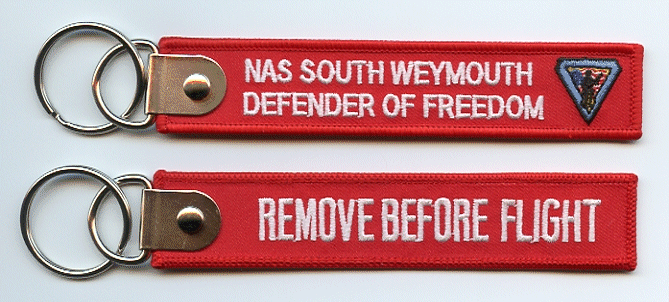 NAS SOUTH WEYMOUTH
DEFENDER OF FREEDOM
REMOVE BEFORE FLIGHT